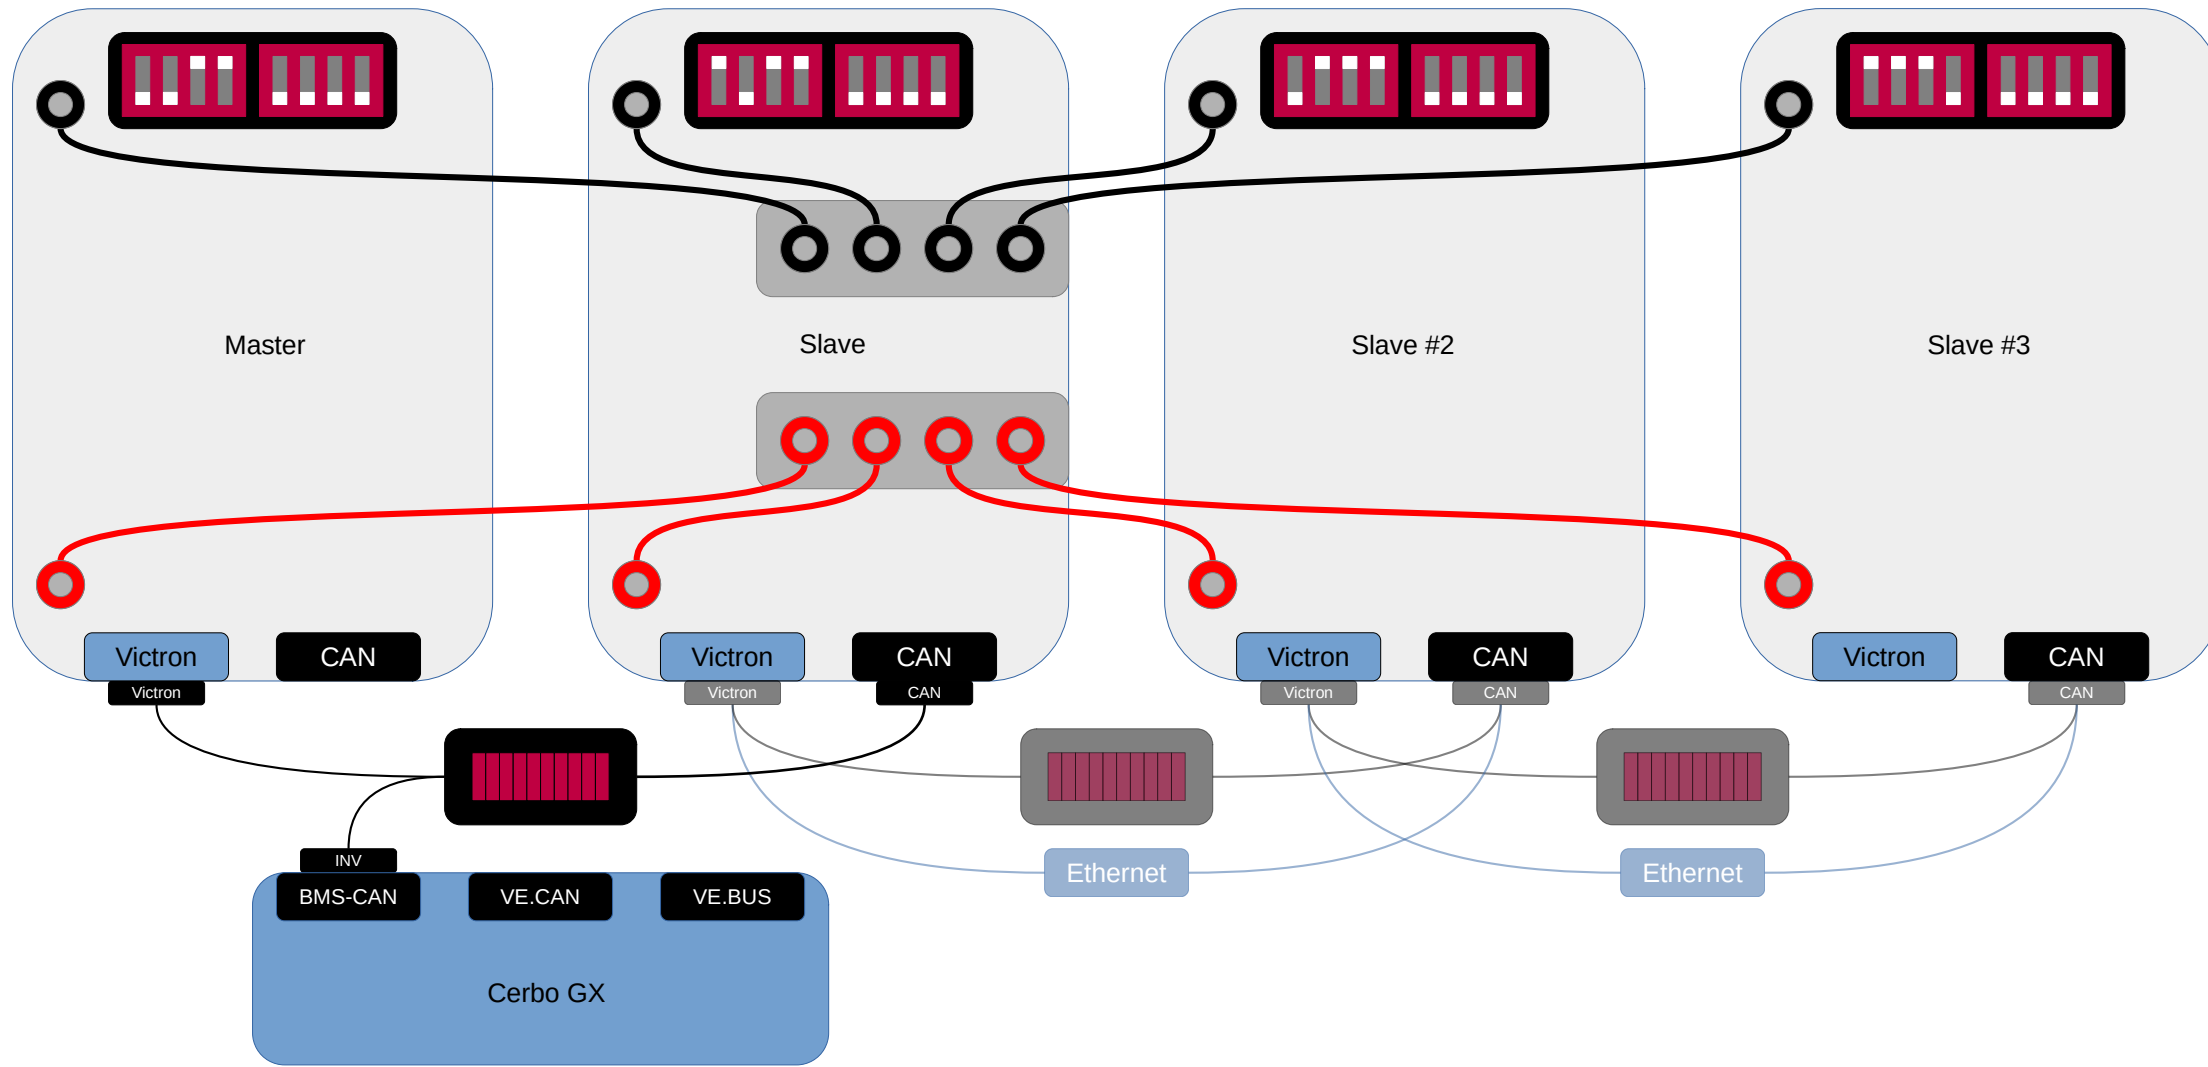 Master
Slave
Slave #2
Slave #3
Victron
CAN
Victron
CAN
Victron
CAN
Victron
CAN
Victron
Victron
CAN
Victron
CAN
CAN
INV
Ethernet
Ethernet
BMS-CAN
VE.CAN
VE.BUS
Cerbo GX